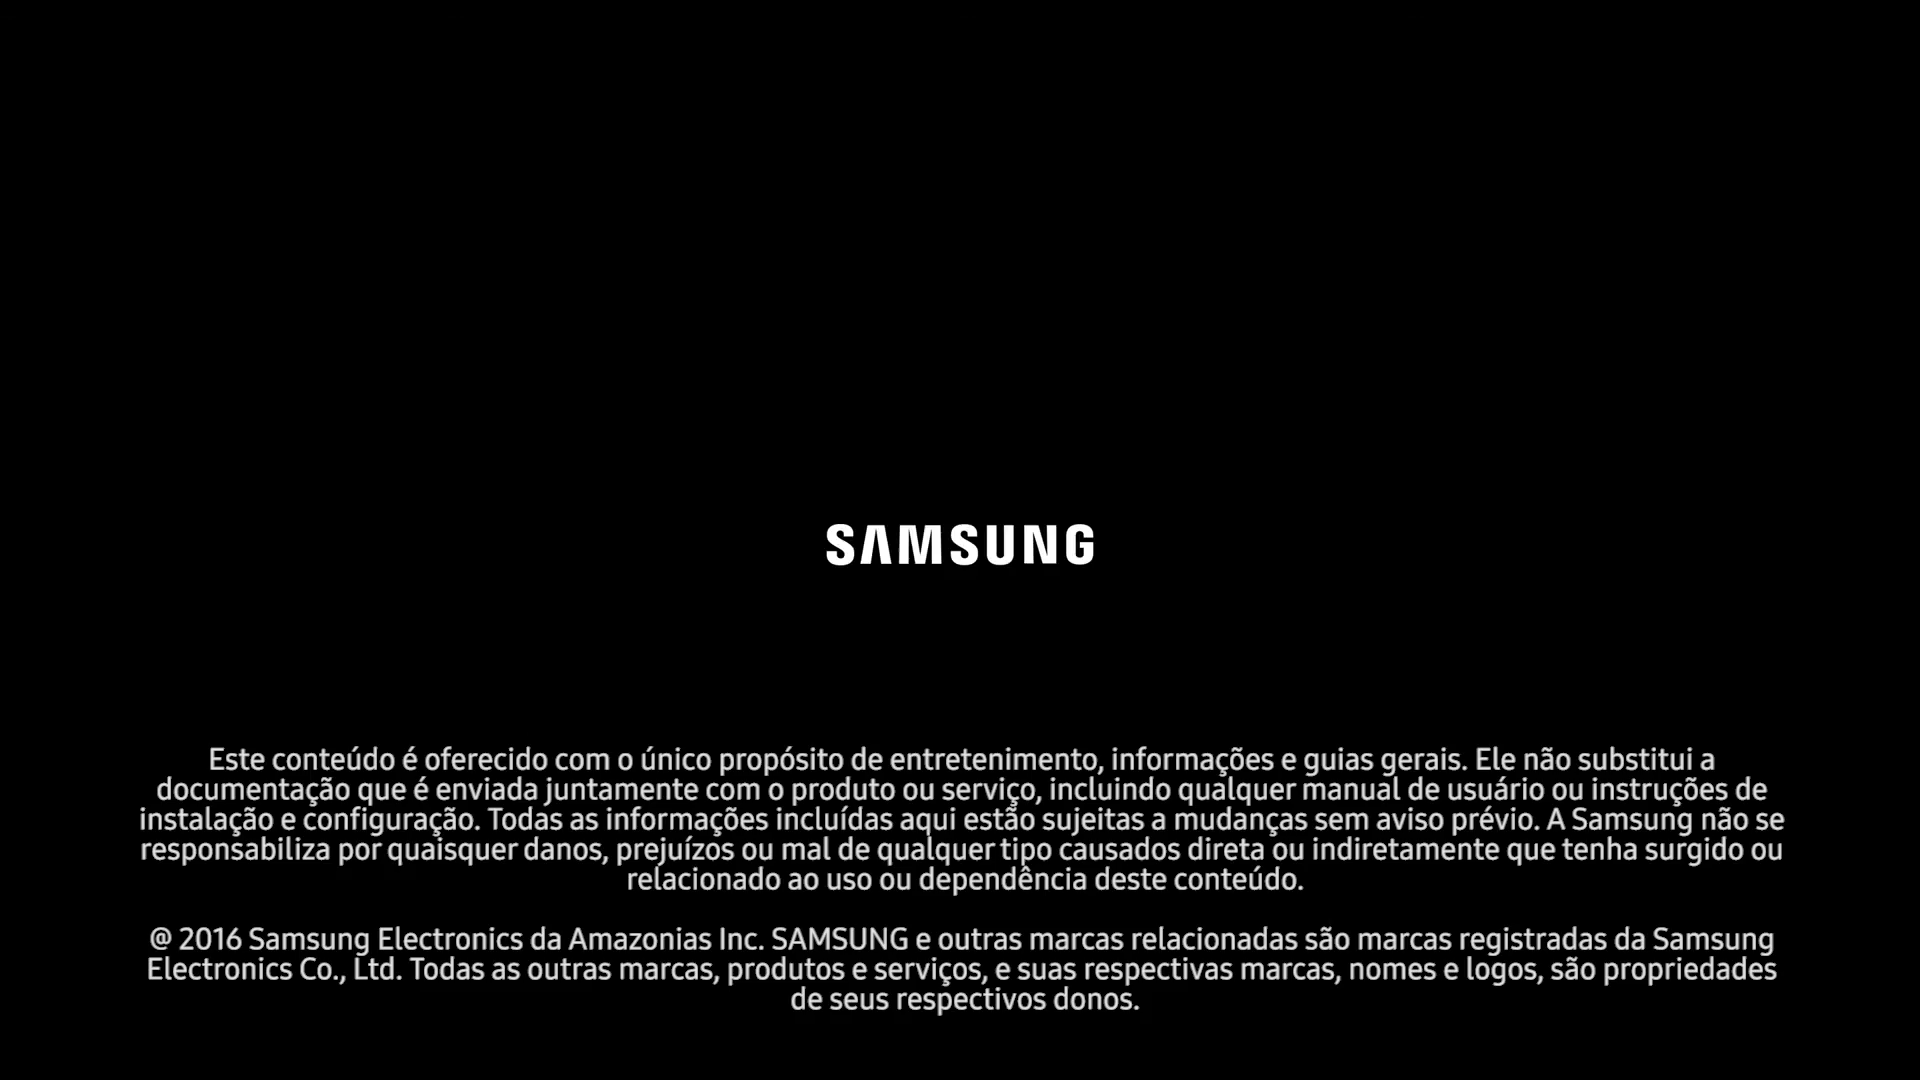 SAMSUNG
Este conteúdo é oferecido com o único propósito de entretenimento, informações e guias gerais. Ele não substitui a
documentação que é enviada juntamente com o produto ou serviço, incluindo qualquer manual de usuário ou instruções de
instalação e configuração. Todas as informações incluídas aqui estão sujeitas a mudanças sem aviso prévio. A Samsung não se
responsabiliza por quaisquer danos, prejuízos ou mal de qualquer tipo causados direta ou indiretamente que tenha surgido ou
relacionado ao uso ou dependência deste conteúdo.
@ 2016 Samsung Electronics da Amazonias Inc. SAMSUNG e outras marcas relacionadas são marcas registradas da Samsung
Electronics Co., Ltd. Todas as outras marcas, produtos e serviços, e suas respectivas marcas, nomes e logos, são propriedades
de seus respectivos donos.